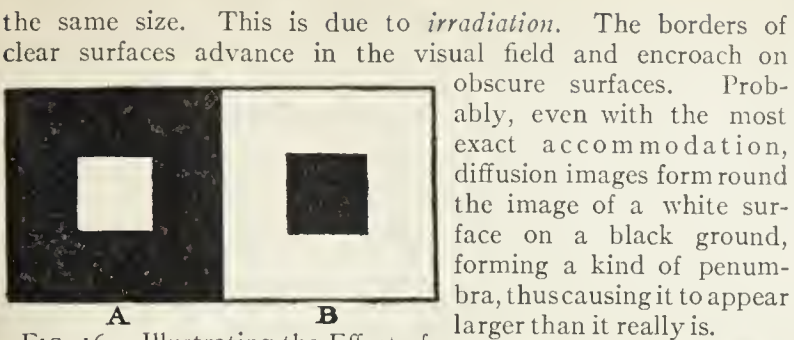 the same size. This is due to irradiation. The borders of
clear surfaces advance in the visual field and encroach on
obscure surfaces. Prob-
ably, even with the most
exact accommodation,
diffusion images form round
the image of a white sur-
face on a black ground,
forming a kind of penum-
bra, thus causing it to appear
larger than it really is.
A B
Illustrating the Effect of